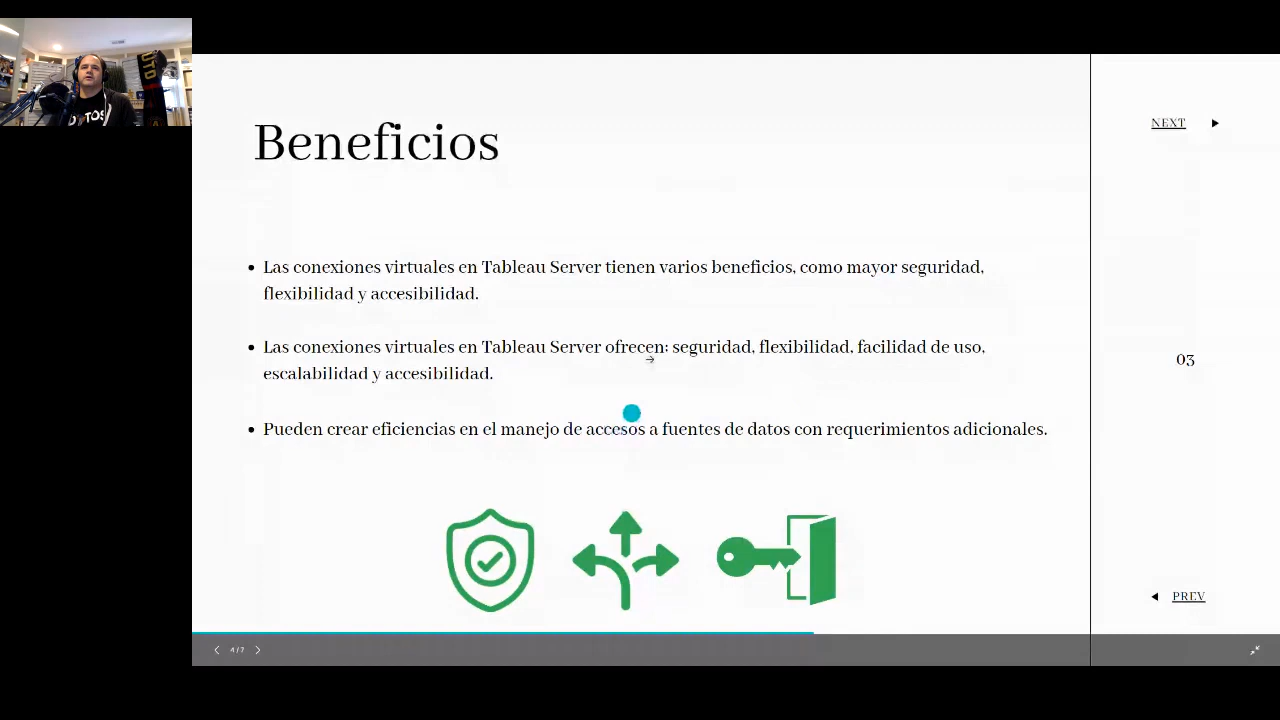 Beneficios
NEXT
• Las conexiones virtuales en Tableau Server tienen varios beneficios, como mayor seguridad,
flexibilidad y accesibilidad.
• Las conexiones virtuales en Tableau Server ofrecen: seguridad, flexibilidad, facilidad de uso,
escalabilidad y accesibilidad.
03
• Pueden crear eficiencias en el manejo de accesos a fuentes de datos con requerimientos adicionales.
PREV
4 / 7